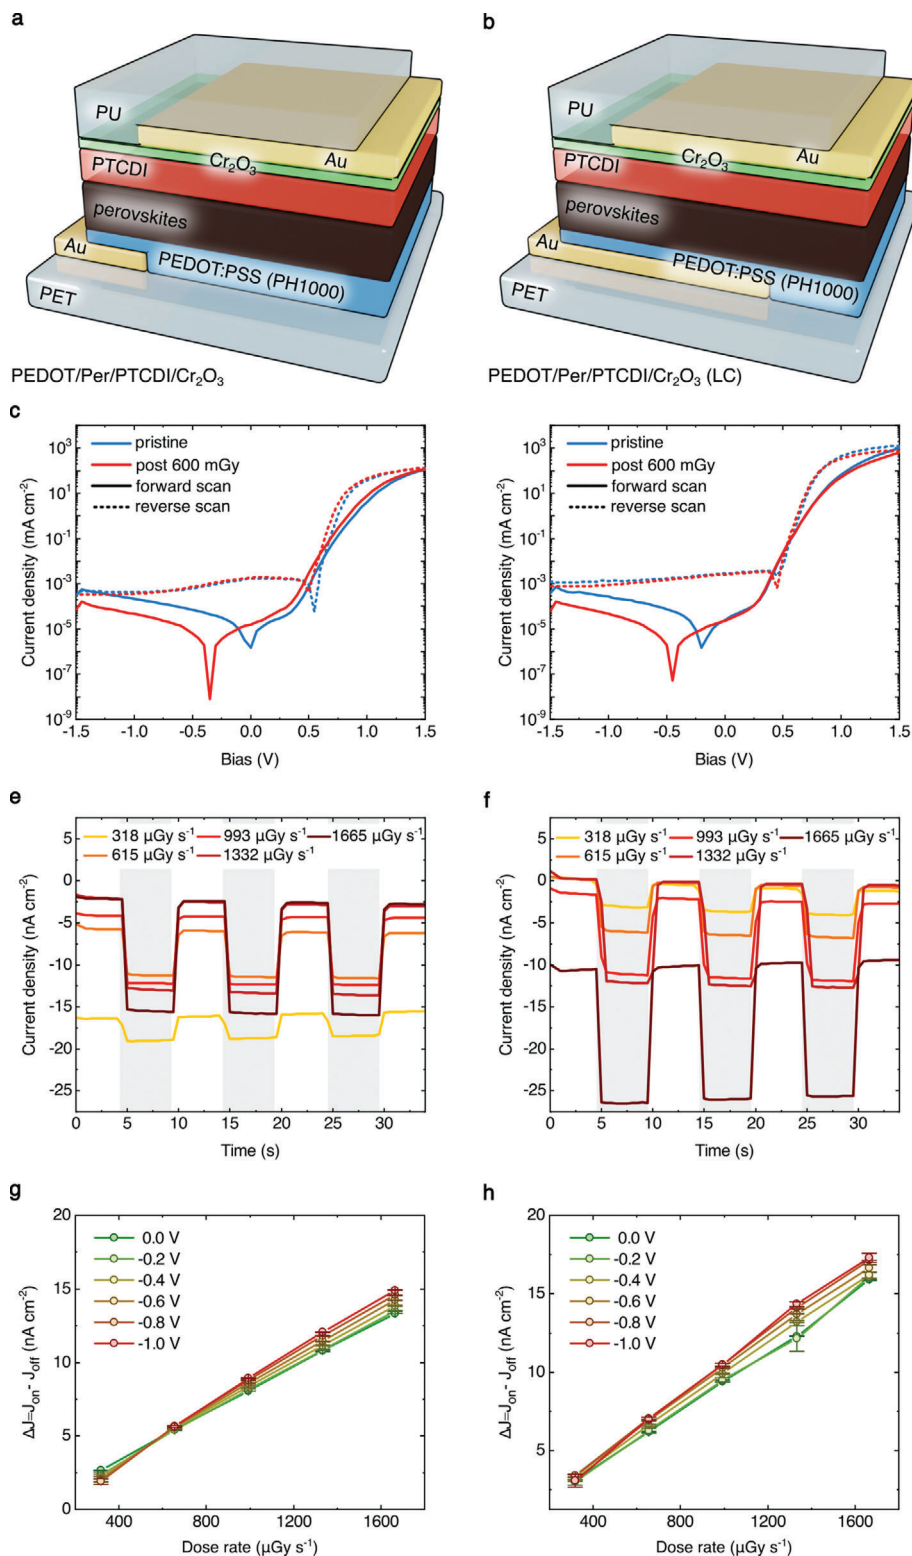 a
b
PU
Cr₂O₃
Au
PTCDI
perovskites
Au
PEDOT:PSS (PH1000)
PET
PEDOT/Per/PTCDI/Cr₂O₃
PU
Cr₂O₃
Au
PTCDI
perovskites
Au
PEDOT:PSS (PH1000)
PET
PEDOT/Per/PTCDI/Cr₂O₃ (LC)
c
Current density (mA cm⁻²)
10³
10¹
10⁻¹
10⁻³
10⁻⁵
10⁻⁷
10⁻⁹
pristine
post 600 mGy
forward scan
reverse scan
-1.5 -1.0 -0.5 0.0 0.5 1.0 1.5
Bias (V)
Current density (mA cm⁻²)
10³
10¹
10⁻¹
10⁻³
10⁻⁵
10⁻⁷
10⁻⁹
pristine
post 600 mGy
forward scan
reverse scan
-1.5 -1.0 -0.5 0.0 0.5 1.0 1.5
Bias (V)
e
Current density (nA cm⁻²)
5
0
-5
-10
-15
-20
-25
318 µGy s⁻¹ 993 µGy s⁻¹ 1665 µGy s⁻¹
615 µGy s⁻¹ 1332 µGy s⁻¹
0 5 10 15 20 25 30
Time (s)
f
Current density (nA cm⁻²)
5
0
-5
-10
-15
-20
-25
318 µGy s⁻¹ 993 µGy s⁻¹ 1665 µGy s⁻¹
615 µGy s⁻¹ 1332 µGy s⁻¹
0 5 10 15 20 25 30
Time (s)
g
ΔJ=J_on- J_off (nA cm⁻²)
20
15
10
5
0
0.0 V
-0.2 V
-0.4 V
-0.6 V
-0.8 V
-1.0 V
400 800 1200 1600
Dose rate (µGy s⁻¹)
h
ΔJ=J_on- J_off (nA cm⁻²)
20
15
10
5
0.0 V
-0.2 V
-0.4 V
-0.6 V
-0.8 V
-1.0 V
400 800 1200 1600
Dose rate (µGy s⁻¹)